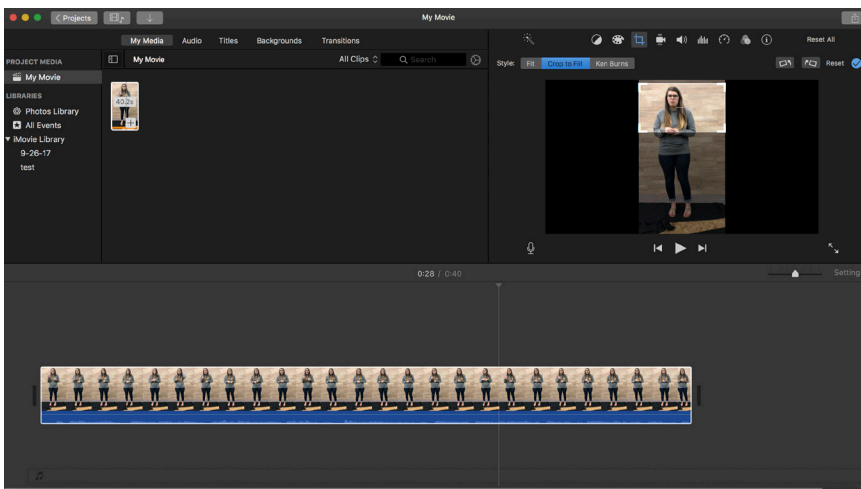 Projects
My Movie
My Media Audio Titles Backgrounds Transitions
Reset All
PROJECT MEDIA
My Movie
LIBRARIES
Photos Library
All Events
iMovie Library
9-26-17
test
My Movie
All Clips
Search
40.2s
Style: Fit Crop to Fill Ken Burns
Reset
0:28 / 0:40
Setting